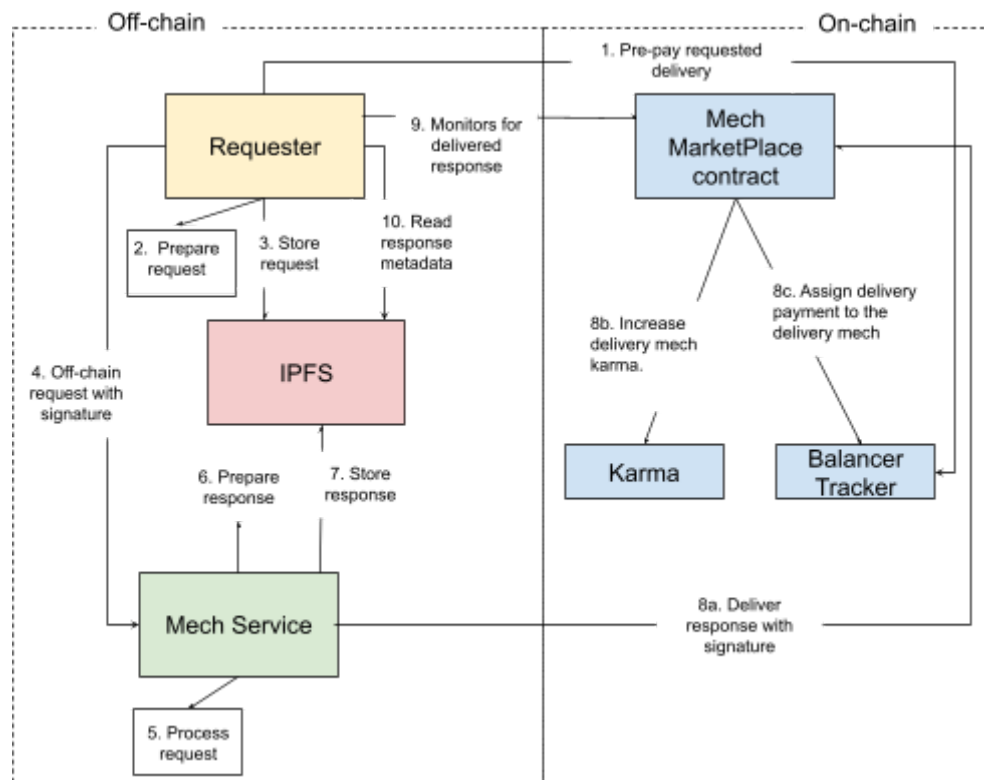 Off-chain
On-chain
1. Pre-pay requested
delivery
Requester
9. Monitors for
delivered
response
Mech
MarketPlace
contract
2. Prepare
request
3. Store
request
10. Read
response
metadata
8c. Assign delivery
payment to the
delivery mech
8b. Increase
delivery mech
karma.
IPFS
4. Off-chain
request with
signature
6. Prepare
response
7. Store
response
Karma
Balancer
Tracker
Mech Service
8a. Deliver
response with
signature
5. Process
request